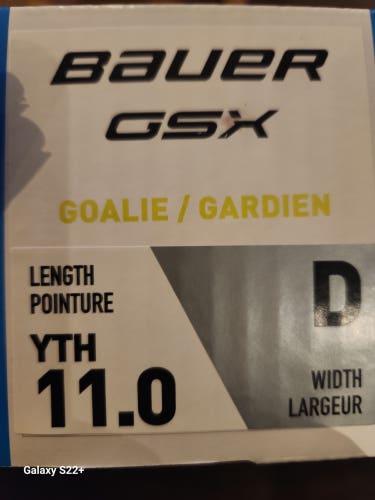 BAUER
GSX
GOALIE / GARDIEN
LENGTH
POINTURE
YTH
11.0
D
WIDTH
LARGEUR
Galaxy S22+